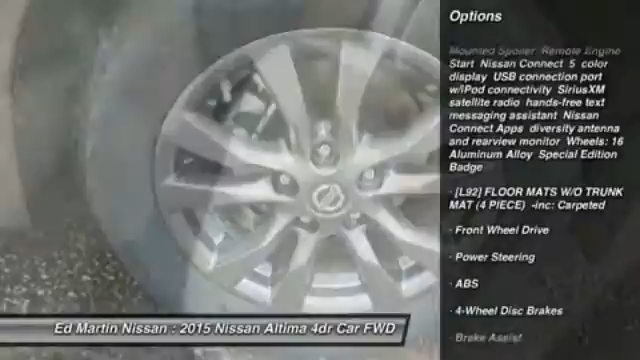 Options
Mounted Spoiler Remote Engine
Start Nissan Connect 5 color
display USB connection port
w/iPod connectivity SiriusXM
satellite radio hands-free text
messaging assistant Nissan
Connect Apps diversity antenna
and rearview monitor Wheels: 16
Aluminum Alloy Special Edition
Badge
· [L92] FLOOR MATS W/O TRUNK
MAT (4 PIECE) -inc: Carpeted
· Front Wheel Drive
· Power Steering
· ABS
· 4-Wheel Disc Brakes
· Brake Assist
Ed Martin Nissan : 2015 Nissan Altima 4dr Car FWD